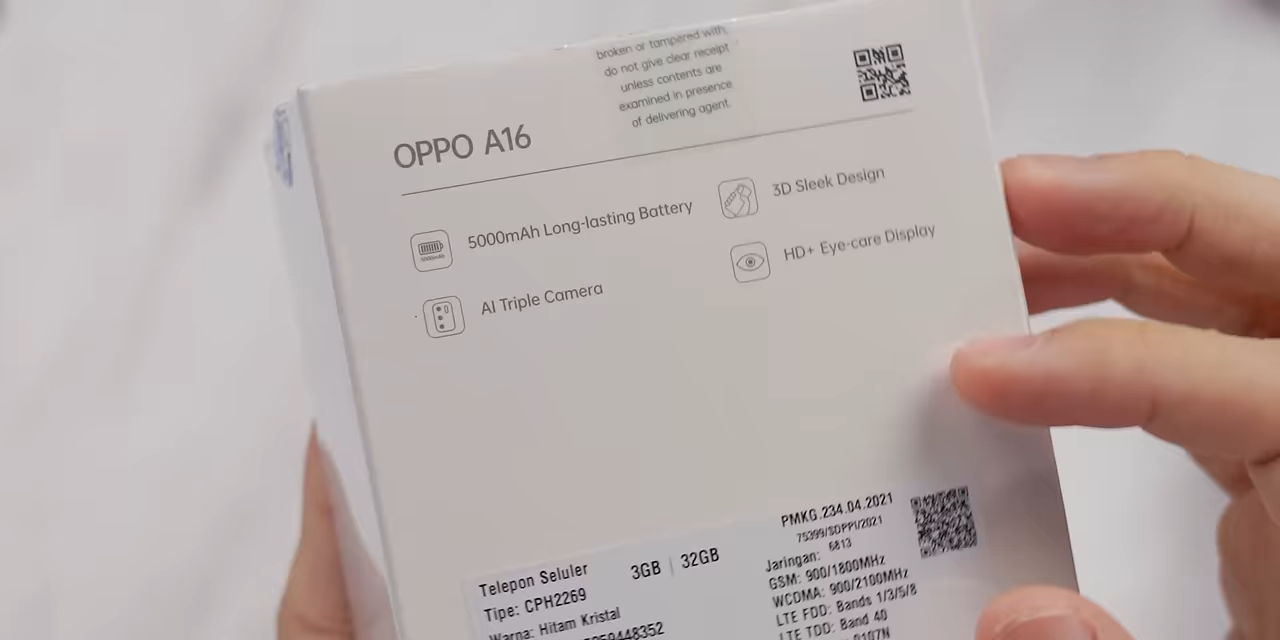 broken or tampered with,
do not give clear receipt
unless contents are
examined in presence
of delivering agent.
OPPO A16
5000mAh Long-lasting Battery
3D Sleek Design
AI Triple Camera
HD+ Eye-care Display
Telepon Seluler
3GB | 32GB
Tipe: CPH2269
Warna: Hitam Kristal
PMKG.234.04.2021
75399/SDPPI/2021
6813
Jaringan:
GSM: 900/1800MHz
WCDMA: 900/2100MHz
LTE FDD: Bands 1/3/5/8
LTE TDD: Band 40